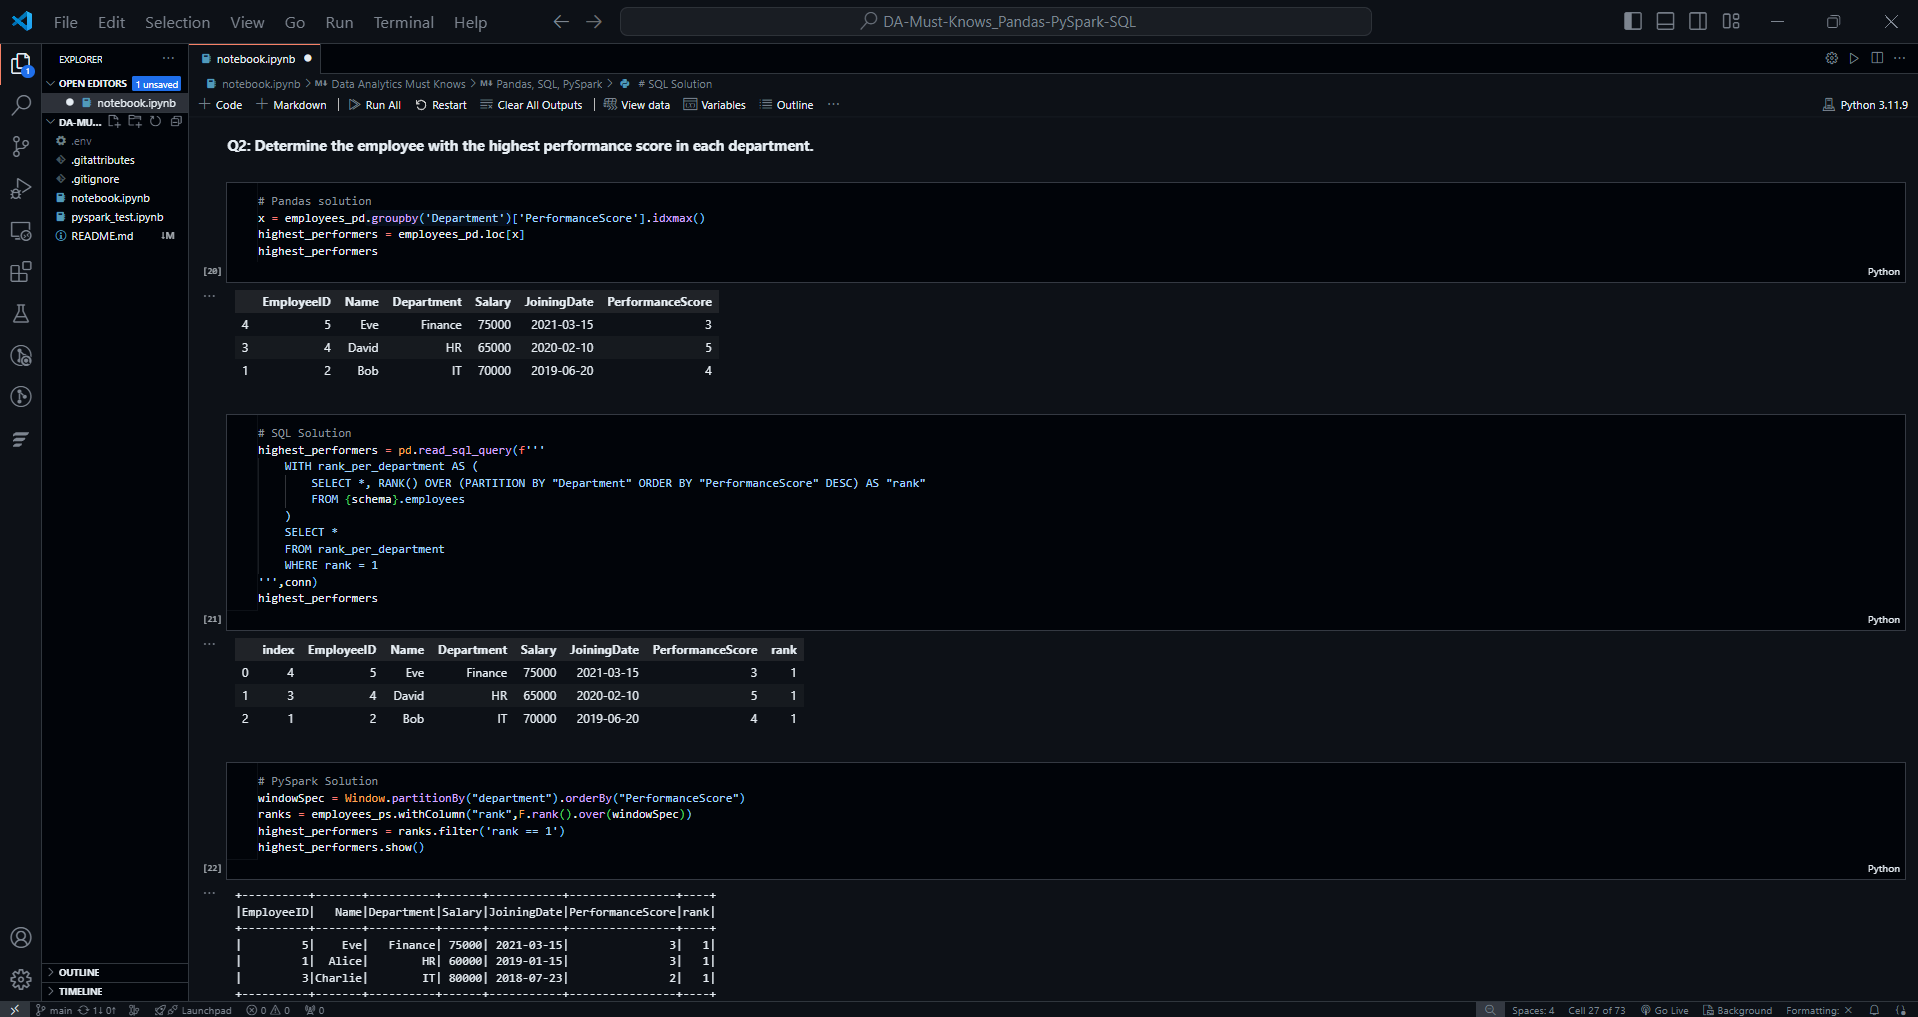 File Edit Selection View Go Run Terminal Help
DA-Must-Knows_Pandas-PySpark-SQL
EXPLORER
OPEN EDITORS 1 unsaved
notebook.ipynb
DA-MU...
.env
.gitattributes
.gitignore
notebook.ipynb
pyspark_test.ipynb
README.md ↓M
OUTLINE
TIMELINE
notebook.ipynb
notebook.ipynb > M↓ Data Analytics Must Knows > M↓ Pandas, SQL, PySpark > # SQL Solution
+ Code + Markdown | Run All Restart Clear All Outputs | View data Variables Outline ...
Python 3.11.9
Q2: Determine the employee with the highest performance score in each department.
# Pandas solution
x = employees_pd.groupby('Department')['PerformanceScore'].idxmax()
highest_performers = employees_pd.loc[x]
highest_performers
[20] Python
EmployeeID Name Department Salary JoiningDate PerformanceScore
4 5 Eve Finance 75000 2021-03-15 3
3 4 David HR 65000 2020-02-10 5
1 2 Bob IT 70000 2019-06-20 4
# SQL Solution
highest_performers = pd.read_sql_query(f'''
WITH rank_per_department AS (
SELECT *, RANK() OVER (PARTITION BY "Department" ORDER BY "PerformanceScore" DESC) AS "rank"
FROM {schema}.employees
)
SELECT *
FROM rank_per_department
WHERE rank = 1
''',conn)
highest_performers
[21] Python
index EmployeeID Name Department Salary JoiningDate PerformanceScore rank
0 4 5 Eve Finance 75000 2021-03-15 3 1
1 3 4 David HR 65000 2020-02-10 5 1
2 1 2 Bob IT 70000 2019-06-20 4 1
# PySpark Solution
windowSpec = Window.partitionBy("department").orderBy("PerformanceScore")
ranks = employees_ps.withColumn("rank",F.rank().over(windowSpec))
highest_performers = ranks.filter('rank == 1')
highest_performers.show()
[22] Python
+----------+-------+----------+------+-----------+----------------+----+
|EmployeeID|   Name|Department|Salary|JoiningDate|PerformanceScore|rank|
+----------+-------+----------+------+-----------+----------------+----+
|         5|    Eve|   Finance| 75000| 2021-03-15|               3|   1|
|         1|  Alice|        HR| 60000| 2019-01-15|               3|   1|
|         3|Charlie|        IT| 80000| 2018-07-23|               2|   1|
+----------+-------+----------+------+-----------+----------------+----+
main 1↓ 0↑ Launchpad 0 0 0
Spaces: 4 Cell 27 of 73 Go Live Background Formatting: ×